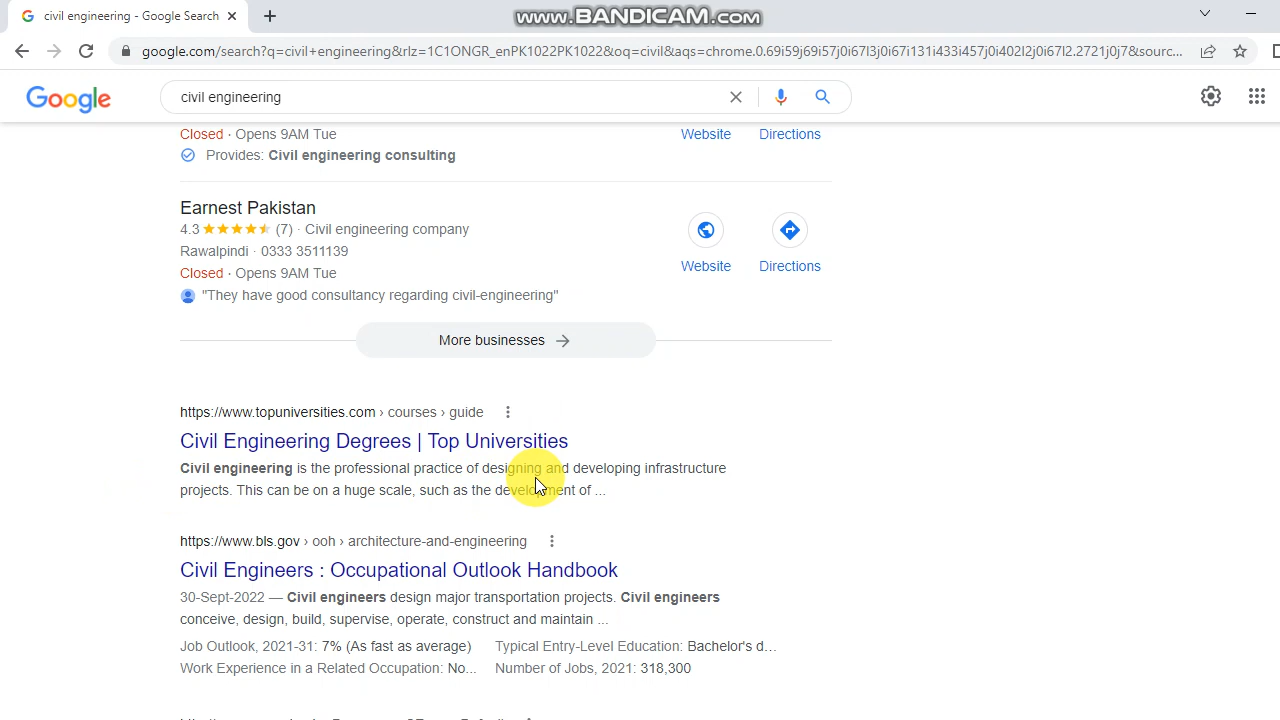 civil engineering - Google Search
www.BANDICAM.com
google.com/search?q=civil+engineering&rlz=1C1ONGR_enPK1022PK1022&oq=civil&aqs=chrome.0.69i59j69i57j0i67l3j0i67i131i433i457j0i402l2j0i67l2.2721j0j7&sourc...
Google
civil engineering
Closed · Opens 9AM Tue
Website
Directions
Provides: Civil engineering consulting
Earnest Pakistan
4.3 (7) · Civil engineering company
Rawalpindi · 0333 3511139
Closed · Opens 9AM Tue
Website
Directions
"They have good consultancy regarding civil-engineering"
More businesses
https://www.topuniversities.com › courses › guide
Civil Engineering Degrees | Top Universities
Civil engineering is the professional practice of designing and developing infrastructure
projects. This can be on a huge scale, such as the development of ...
https://www.bls.gov › ooh › architecture-and-engineering
Civil Engineers : Occupational Outlook Handbook
30-Sept-2022 — Civil engineers design major transportation projects. Civil engineers
conceive, design, build, supervise, operate, construct and maintain ...
Job Outlook, 2021-31: 7% (As fast as average) Typical Entry-Level Education: Bachelor's d...
Work Experience in a Related Occupation: No... Number of Jobs, 2021: 318,300